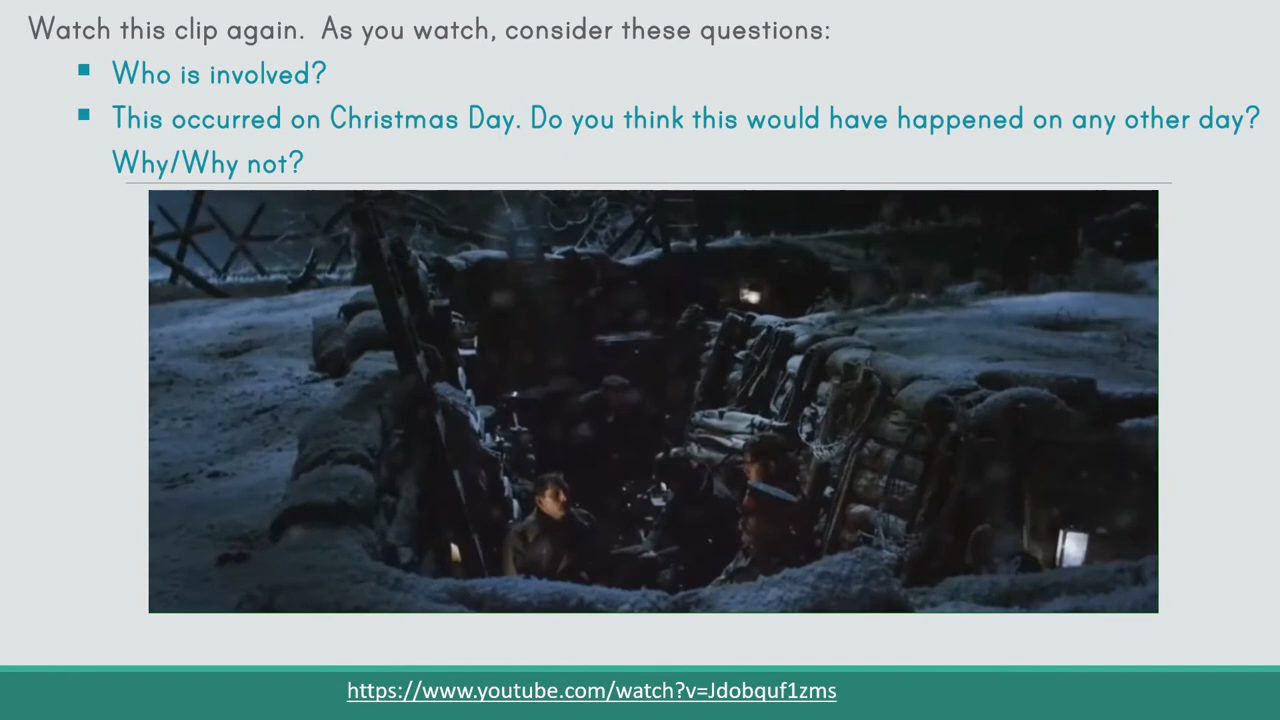 Watch this clip again. As you watch, consider these questions:
▪ Who is involved?
▪ This occurred on Christmas Day. Do you think this would have happened on any other day?
Why/Why not?
https://www.youtube.com/watch?v=Jdobquf1zms